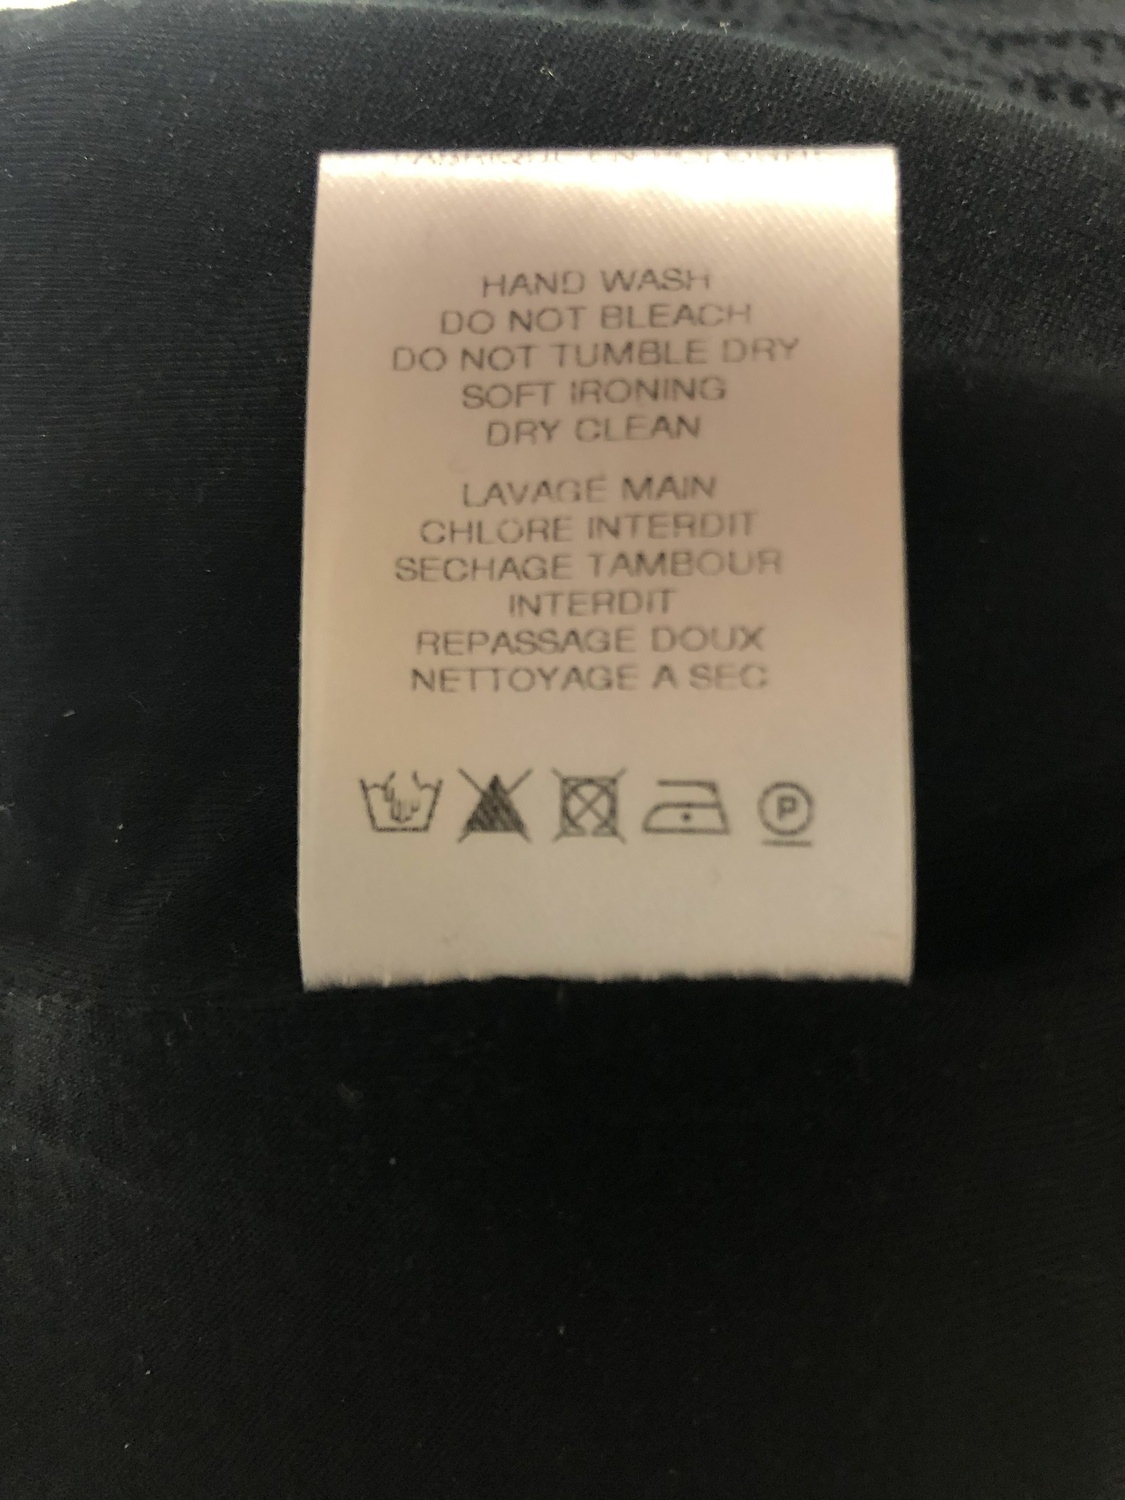 HAND WASH
DO NOT BLEACH
DO NOT TUMBLE DRY
SOFT IRONING
DRY CLEAN
LAVAGE MAIN
CHLORE INTERDIT
SECHAGE TAMBOUR
INTERDIT
REPASSAGE DOUX
NETTOYAGE A SEC
P